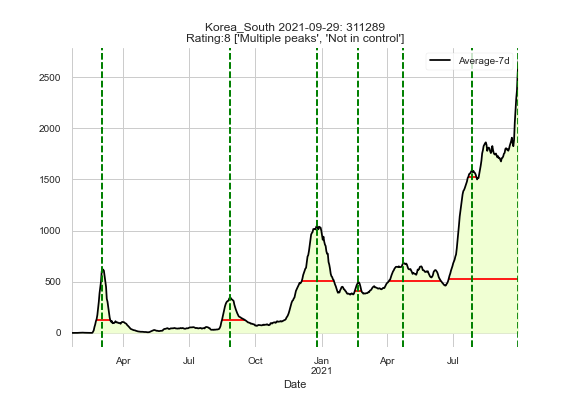 Korea_South 2021-09-29: 311289
Rating:8 ['Multiple peaks', 'Not in control']
Average-7d
2500
2000
1500
1000
500
0
Apr Jul Oct Jan Apr Jul
2021
Date